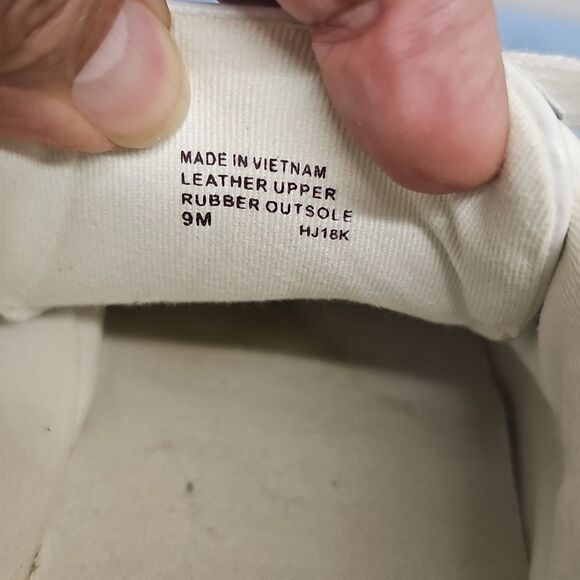 MADE IN VIETNAM
LEATHER UPPER
RUBBER OUTSOLE
9M HJ18K